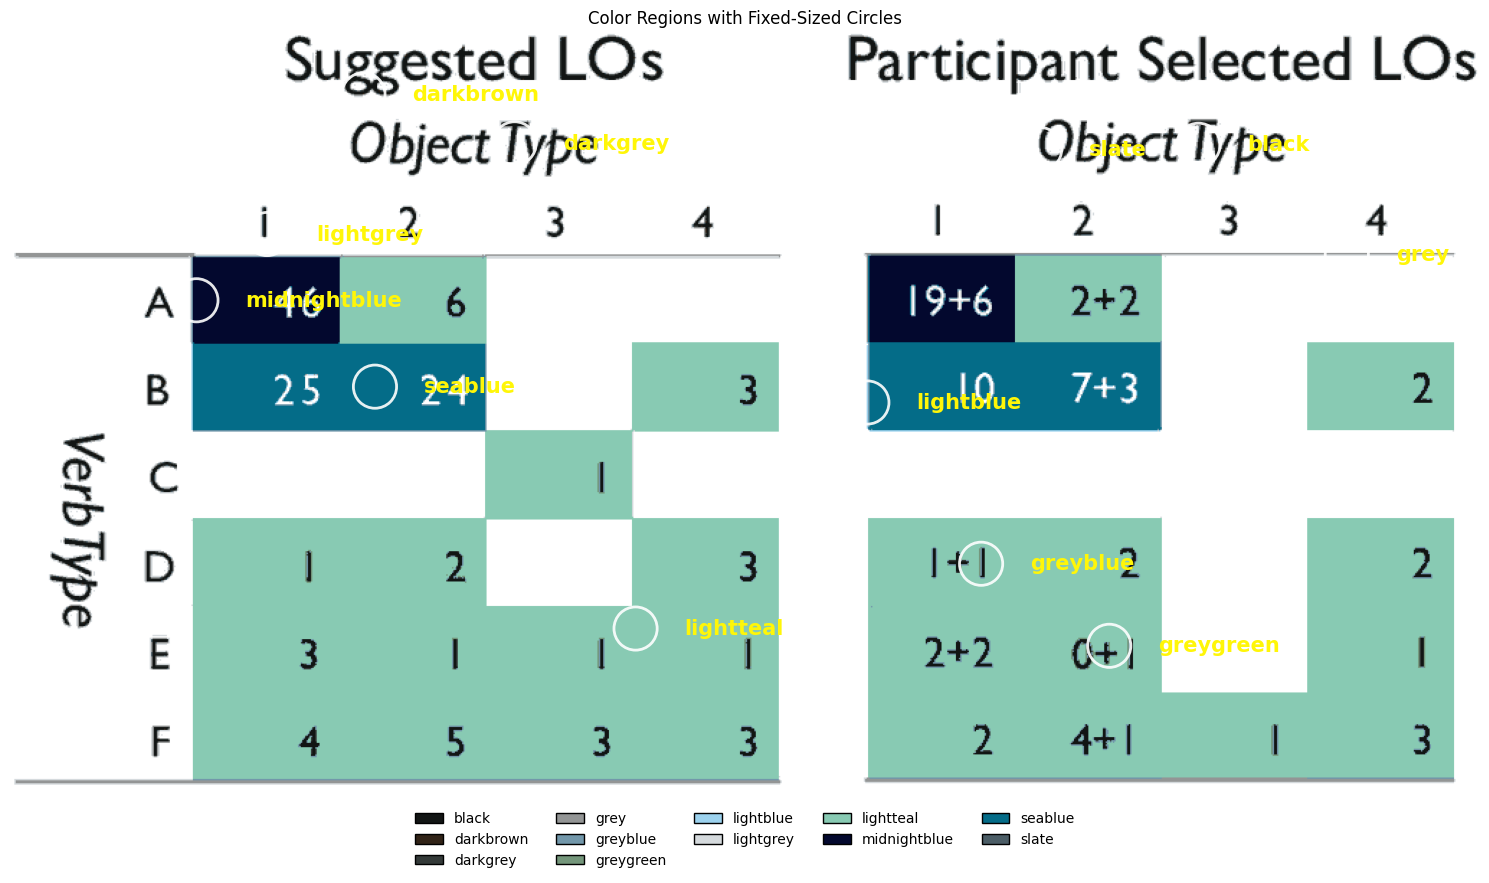 Color Regions with Fixed-Sized Circles
Suggested LOs Participant Selected LOs
darkbrown
Object Type darkgrey Object Type slate black
i 2 3 4 1 2 3 4
lightgrey grey
A 46 midnightblue 6 19+6 2+2
B 25 24 seablue 3 10 lightblue 7+3 2
C 1
Verb Type
D 1 2 3 1+1 greyblue 2 2
lightteal
E 3 1 1 1 2+2 0+1 greygreen 1
F 4 5 3 3 2 4+1 1 3
black grey lightblue lightteal seablue
darkbrown greyblue lightgrey midnightblue slate
darkgrey greygreen